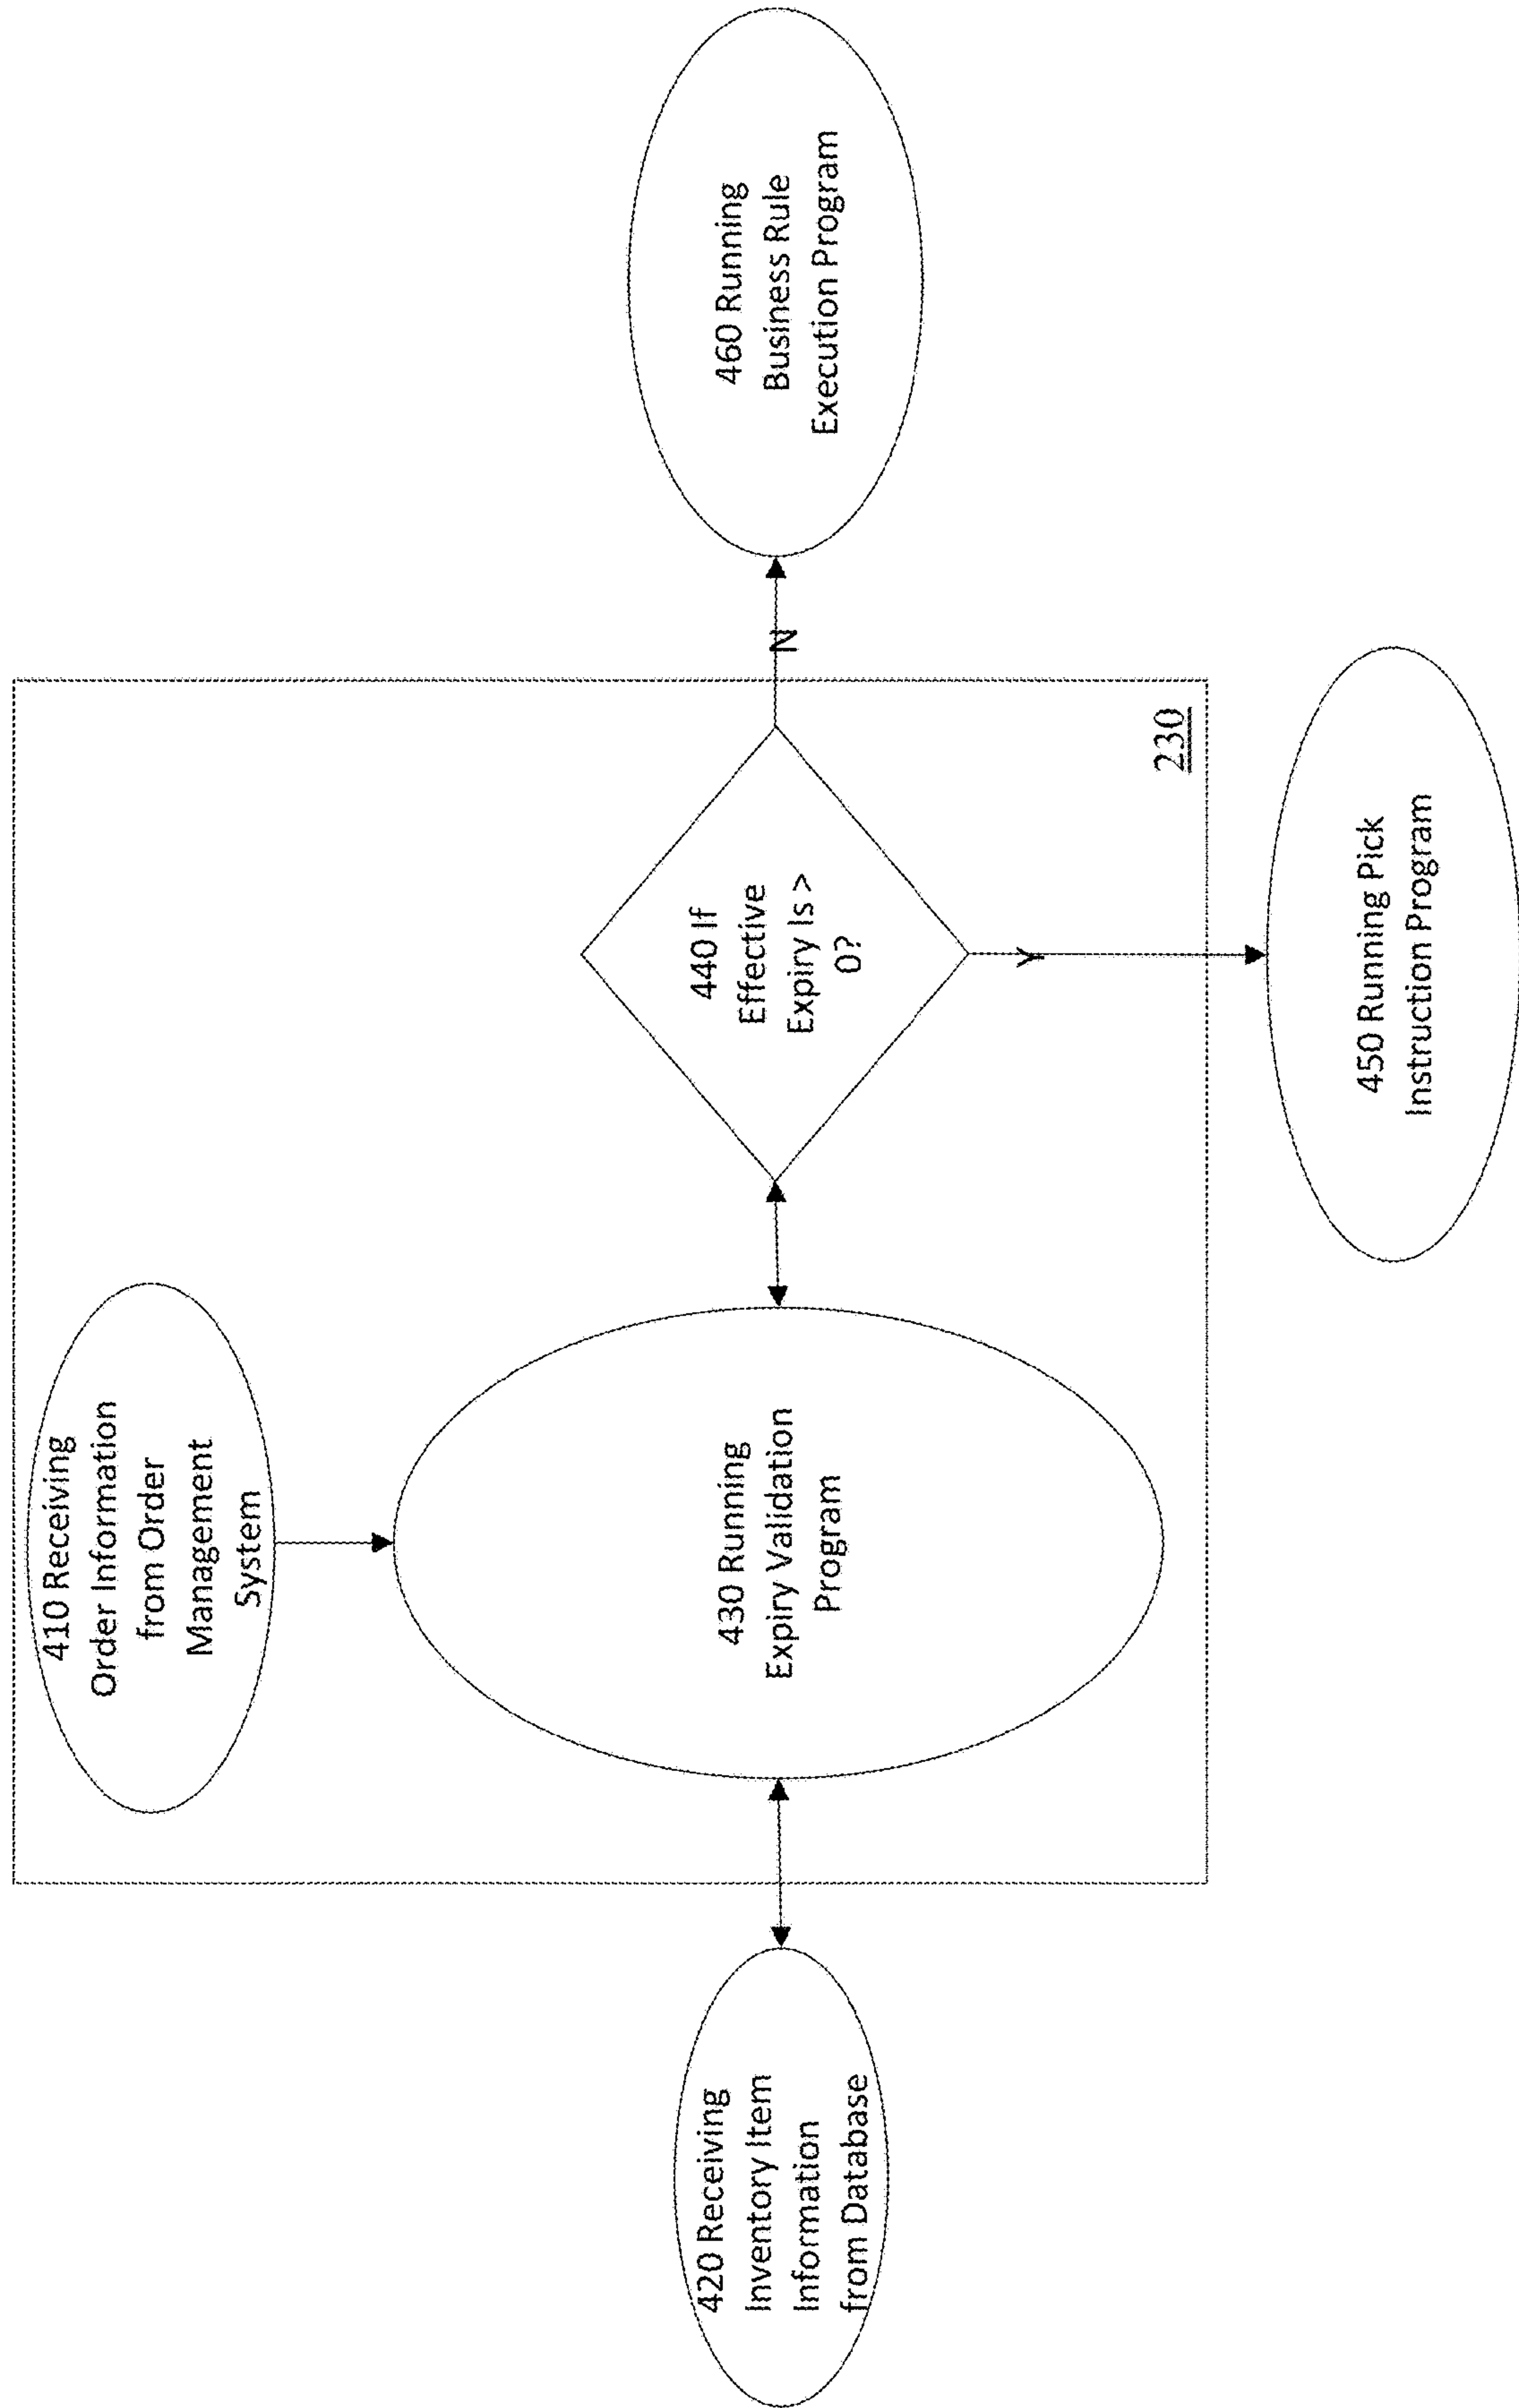 410 Receiving
Order Information
from Order
Management
System
420 Receiving
Inventory Item
Information
from Database
430 Running
Expiry Validation
Program
440 If
Effective
Expiry Is >
0?
N
460 Running
Business Rule
Execution Program
Y
230
450 Running Pick
Instruction Program